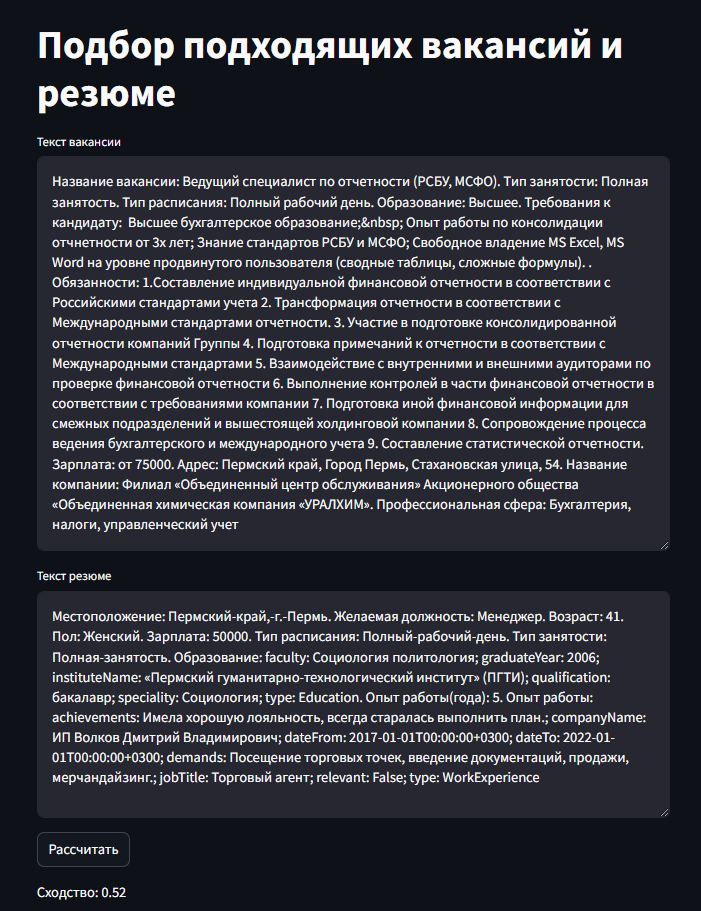 Подбор подходящих вакансий и
резюме
Текст вакансии
Название вакансии: Ведущий специалист по отчетности (РСБУ, МСФО). Тип занятости: Полная
занятость. Тип расписания: Полный рабочий день. Образование: Высшее. Требования к
кандидату:  Высшее бухгалтерское образование;&nbsp; Опыт работы по консолидации
отчнетности от 3х лет; Знание стандартов РСБУ и МСФО; Свободное владение MS Excel, MS
Word на уровне продвинутого пользователя (сводные таблицы, сложные формулы). .
Обязанности: 1.Составление индивидуальной финансовой отчетности в соответствии с
Российскими стандартами учета 2. Трансформация отчетности в соответствии с
Международными стандартами отчетности. 3. Участие в подготовке консолидированной
отчетности компаний Группы 4. Подготовка примечаний к отчетности в соответствии с
Международными стандартами 5. Взаимодействие с внутренними и внешними аудиторами по
проверке финансовой отчетности 6. Выполнение контролей в части финансовой отчетности в
соответствии с требованиями компании 7. Подготовка иной финансовой информации для
смежных подразделений и вышестоящей холдинговой компании 8. Сопровождение процесса
ведения бухгалтерского и международного учета 9. Составление статистической отчетности.
Зарплата: от 75000. Адрес: Пермский край, Город Пермь, Стахановская улица, 54. Название
компании: Филиал «Объединенный центр обслуживания» Акционерного общества
«Объединенная химическая компания «УРАЛХИМ». Профессиональная сфера: Бухгалтерия,
налоги, управленческий учет
Текст резюме
Местоположение: Пермский-край,-г.-Пермь. Желаемая должность: Менеджер. Возраст: 41.
Пол: Женский. Зарплата: 50000. Тип расписания: Полный-рабочий-день. Тип занятости:
Полная-занятость. Образование: faculty: Социология политология; graduateYear: 2006;
instituteName: «Пермский гуманитарно-технологический институт» (ПГТИ); qualification:
бакалавр; speciality: Социология; type: Education. Опыт работы(года): 5. Опыт работы:
achievements: Имела хорошую лояльность, всегда старалась выполнить план.; companyName:
ИП Волков Дмитрий Владимирович; dateFrom: 2017-01-01T00:00:00+0300; dateTo: 2022-01-
01T00:00:00+0300; demands: Посещение торговых точек, введение документаций, продажи,
мерчандайзинг.; jobTitle: Торговый агент; relevant: False; type: WorkExperience
Рассчитать
Сходство: 0.52